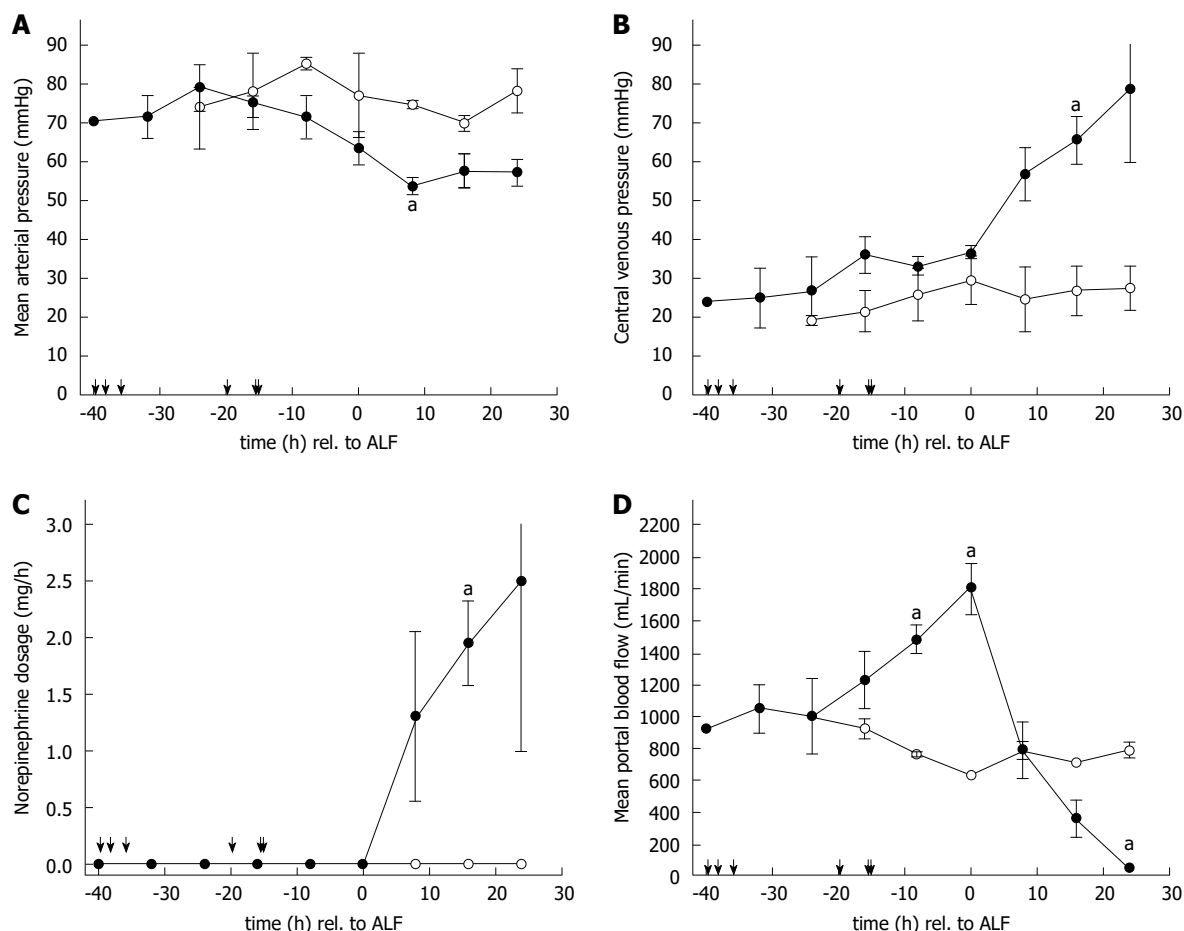 A
Mean arterial pressure (mmHg)
90
80
70
60
50
40
30
20
10
0
a
-40 -30 -20 -10 0 10 20 30
time (h) rel. to ALF
B
Central venous pressure (mmHg)
90
80
70
60
50
40
30
20
10
0
a
-40 -30 -20 -10 0 10 20 30
time (h) rel. to ALF
C
Norepinephrine dosage (mg/h)
3.0
2.5
2.0
1.5
1.0
0.5
0.0
a
-40 -30 -20 -10 0 10 20 30
time (h) rel. to ALF
D
Mean portal blood flow (mL/min)
2200
2000
1800
1600
1400
1200
1000
800
600
400
200
0
a
a
a
-40 -30 -20 -10 0 10 20 30
time (h) rel. to ALF